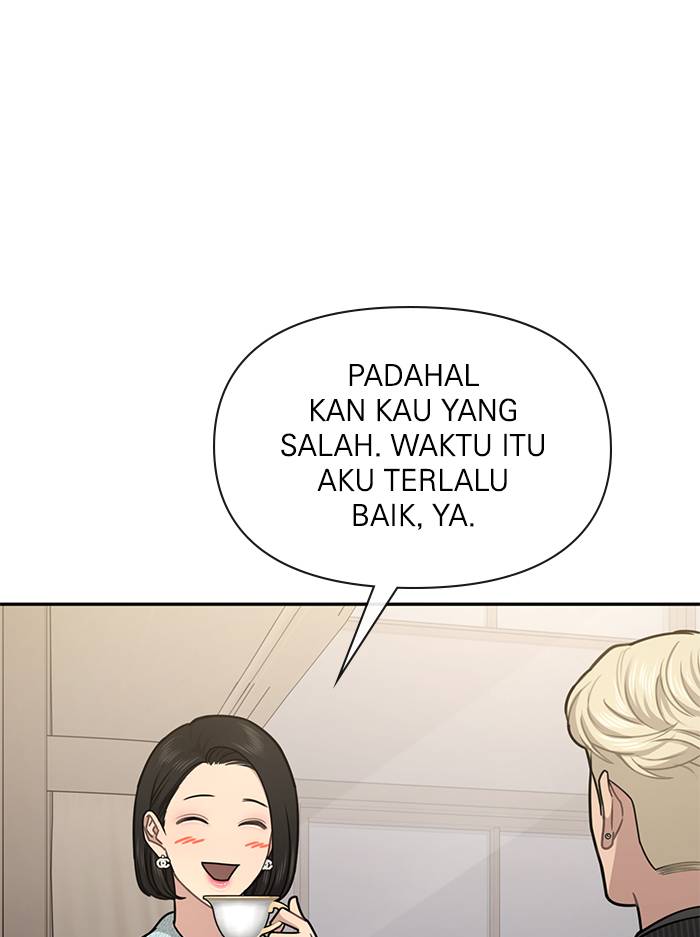 PADAHAL
KAN KAU YANG
SALAH. WAKTU ITU
AKU TERLALU
BAIK, YA.